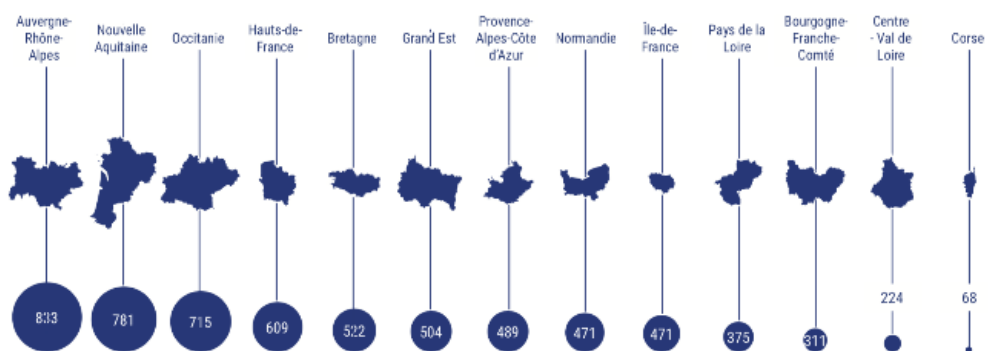 Auvergne-
Rhône-
Alpes
Nouvelle
Aquitaine
Occitanie
Hauts-de-
France
Bretagne
Grand Est
Provence-
Alpes-Côte
d'Azur
Normandie
Île-de-
France
Pays de la
Loire
Bourgogne-
Franche-
Comté
Centre
- Val de
Loire
Corse
833
781
715
609
522
504
489
471
471
375
311
224
68